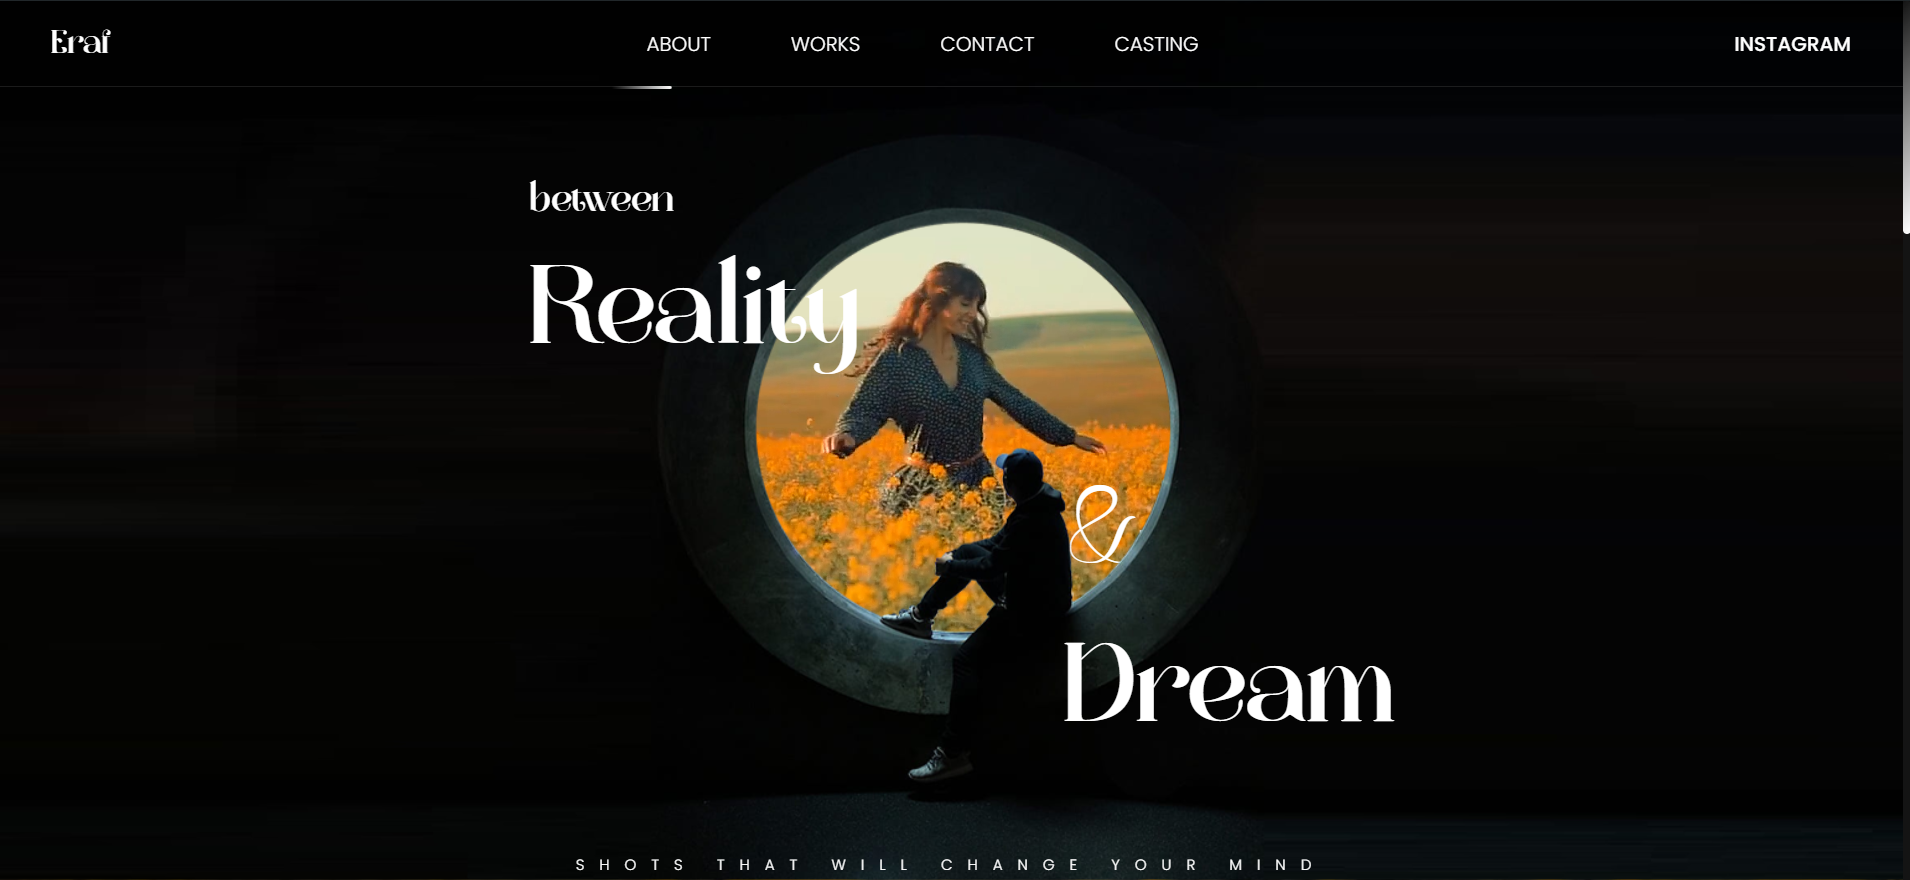 Eraf
ABOUT WORKS CONTACT CASTING
INSTAGRAM
between
Reality
&
Dream
SHOTS THAT WILL CHANGE YOUR MIND